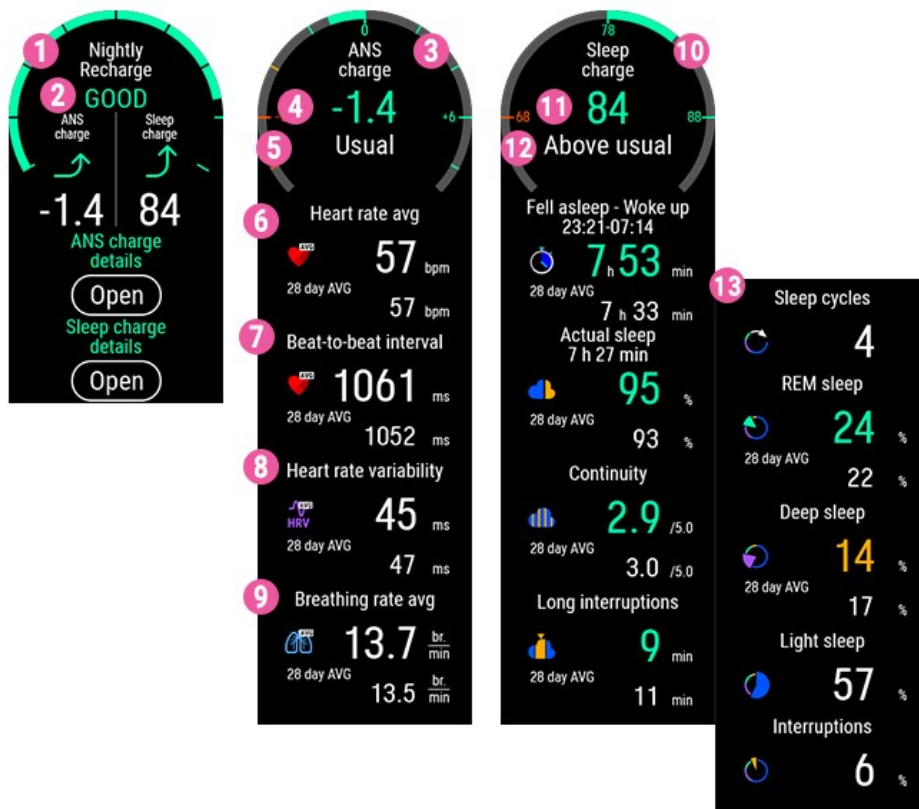 1
Nightly
Recharge
2
GOOD
ANS
charge
Sleep
charge
-1.4
84
ANS charge
details
Open
Sleep charge
details
Open
0
3
ANS
charge
4
-1.4
+6
5
Usual
6
Heart rate avg
AVG
57 bpm
28 day AVG
57 bpm
7
Beat-to-beat interval
AVG
1061 ms
28 day AVG
1052 ms
8
Heart rate variability
AVG
HRV
45 ms
28 day AVG
47 ms
9
Breathing rate avg
AVG
13.7 br.
min
28 day AVG
13.5 br.
min
78
10
Sleep
charge
68
11
84
88
12
Above usual
Fell asleep - Woke up
23:21-07:14
7 h 53 min
28 day AVG
7 h 33 min
Actual sleep
7 h 27 min
95 %
28 day AVG
93 %
Continuity
2.9 /5.0
28 day AVG
3.0 /5.0
Long interruptions
9 min
28 day AVG
11 min
13
Sleep cycles
4
REM sleep
24 %
28 day AVG
22 %
Deep sleep
14 %
28 day AVG
17 %
Light sleep
57 %
Interruptions
6 %